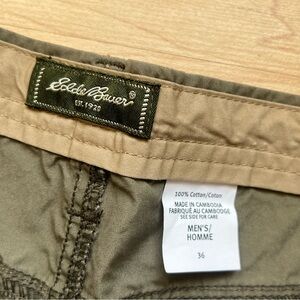 Eddie Bauer®
EST. 1920
100% Cotton/Coton
MADE IN CAMBODIA
FABRIQUÉ AU CAMBODGE
SEE SIDE FOR CARE
MEN'S/
HOMME
36